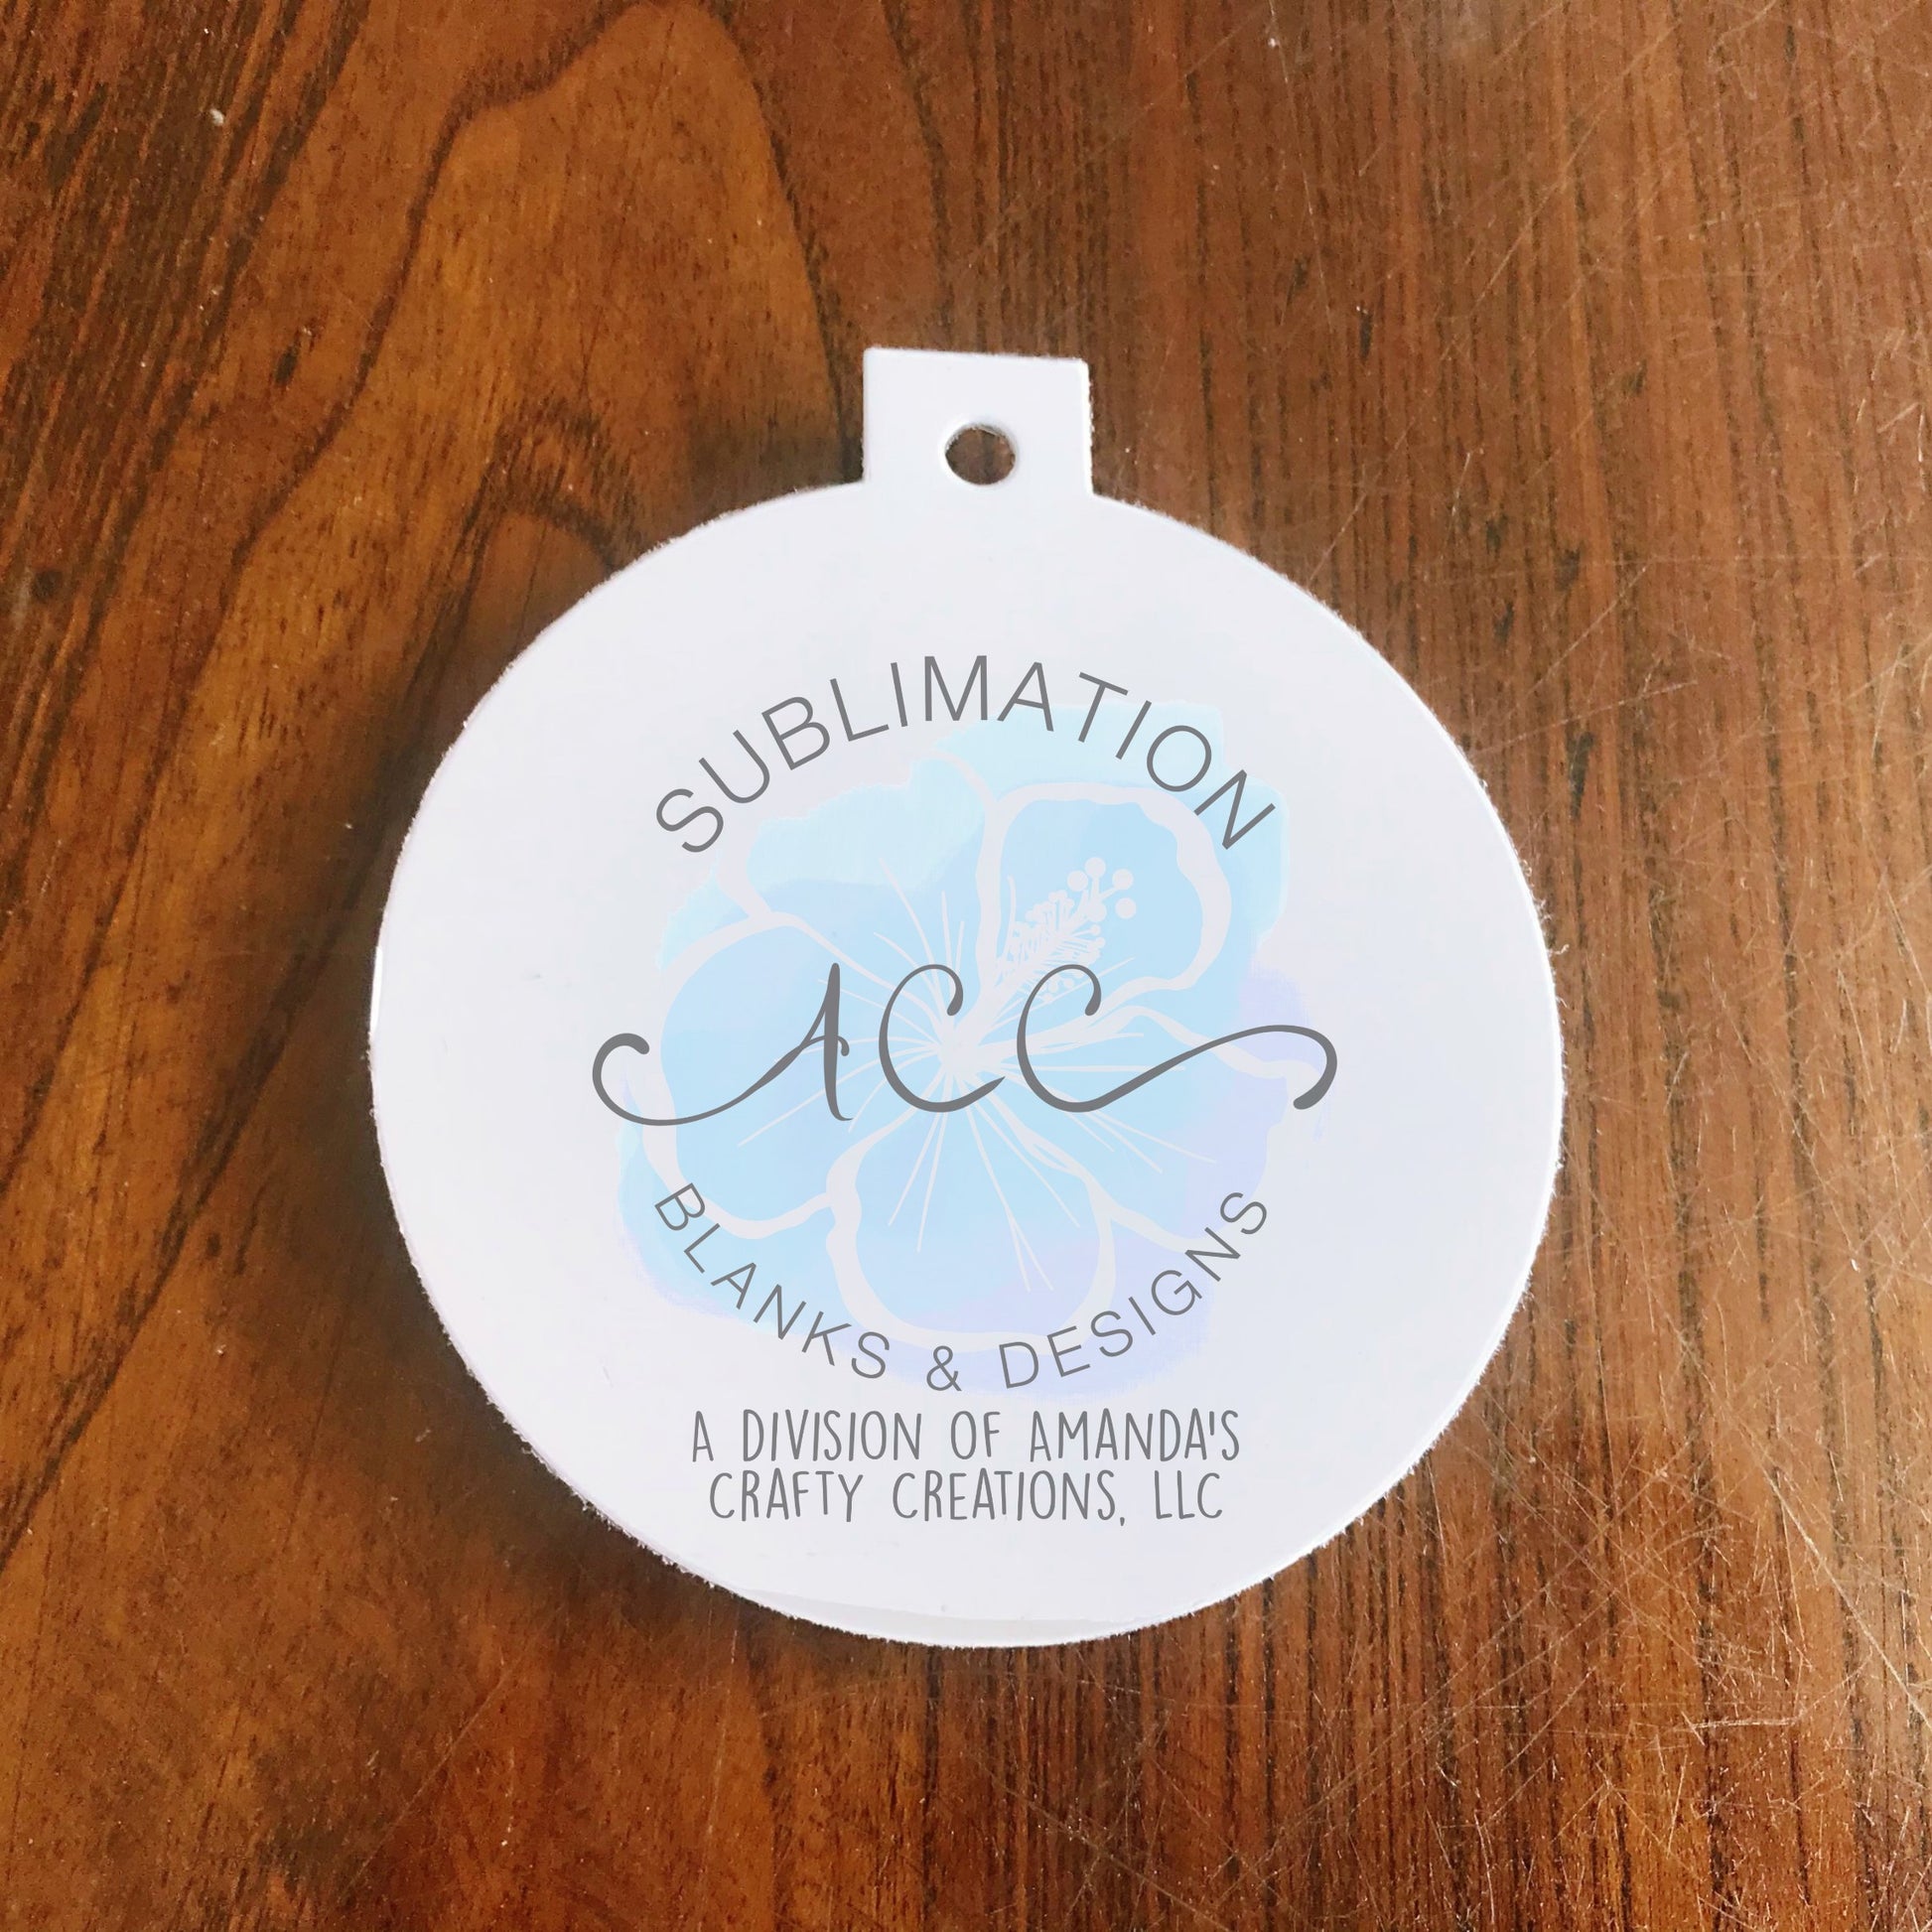 SUBLIMATION
ACC
BLANKS & DESIGNS
A DIVISION OF AMANDA'S
CRAFTY CREATIONS, LLC